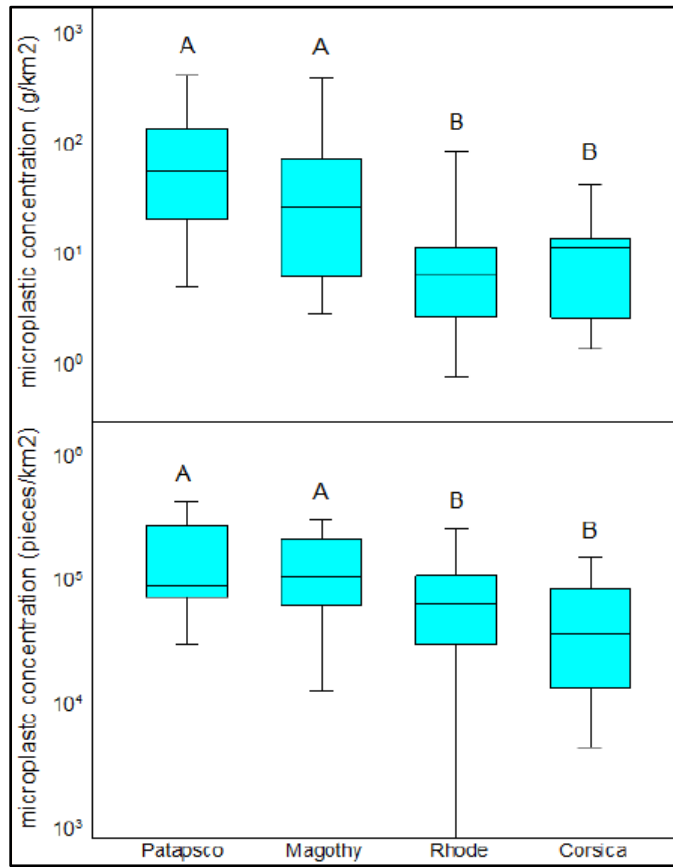 microplastic concentration (g/km2)
10³
10²
10¹
10⁰
A
A
B
B
microplastc concentration (pieces/km2)
10⁶
10⁵
10⁴
10³
A
A
B
B
Patapsco Magothy Rhode Corsica